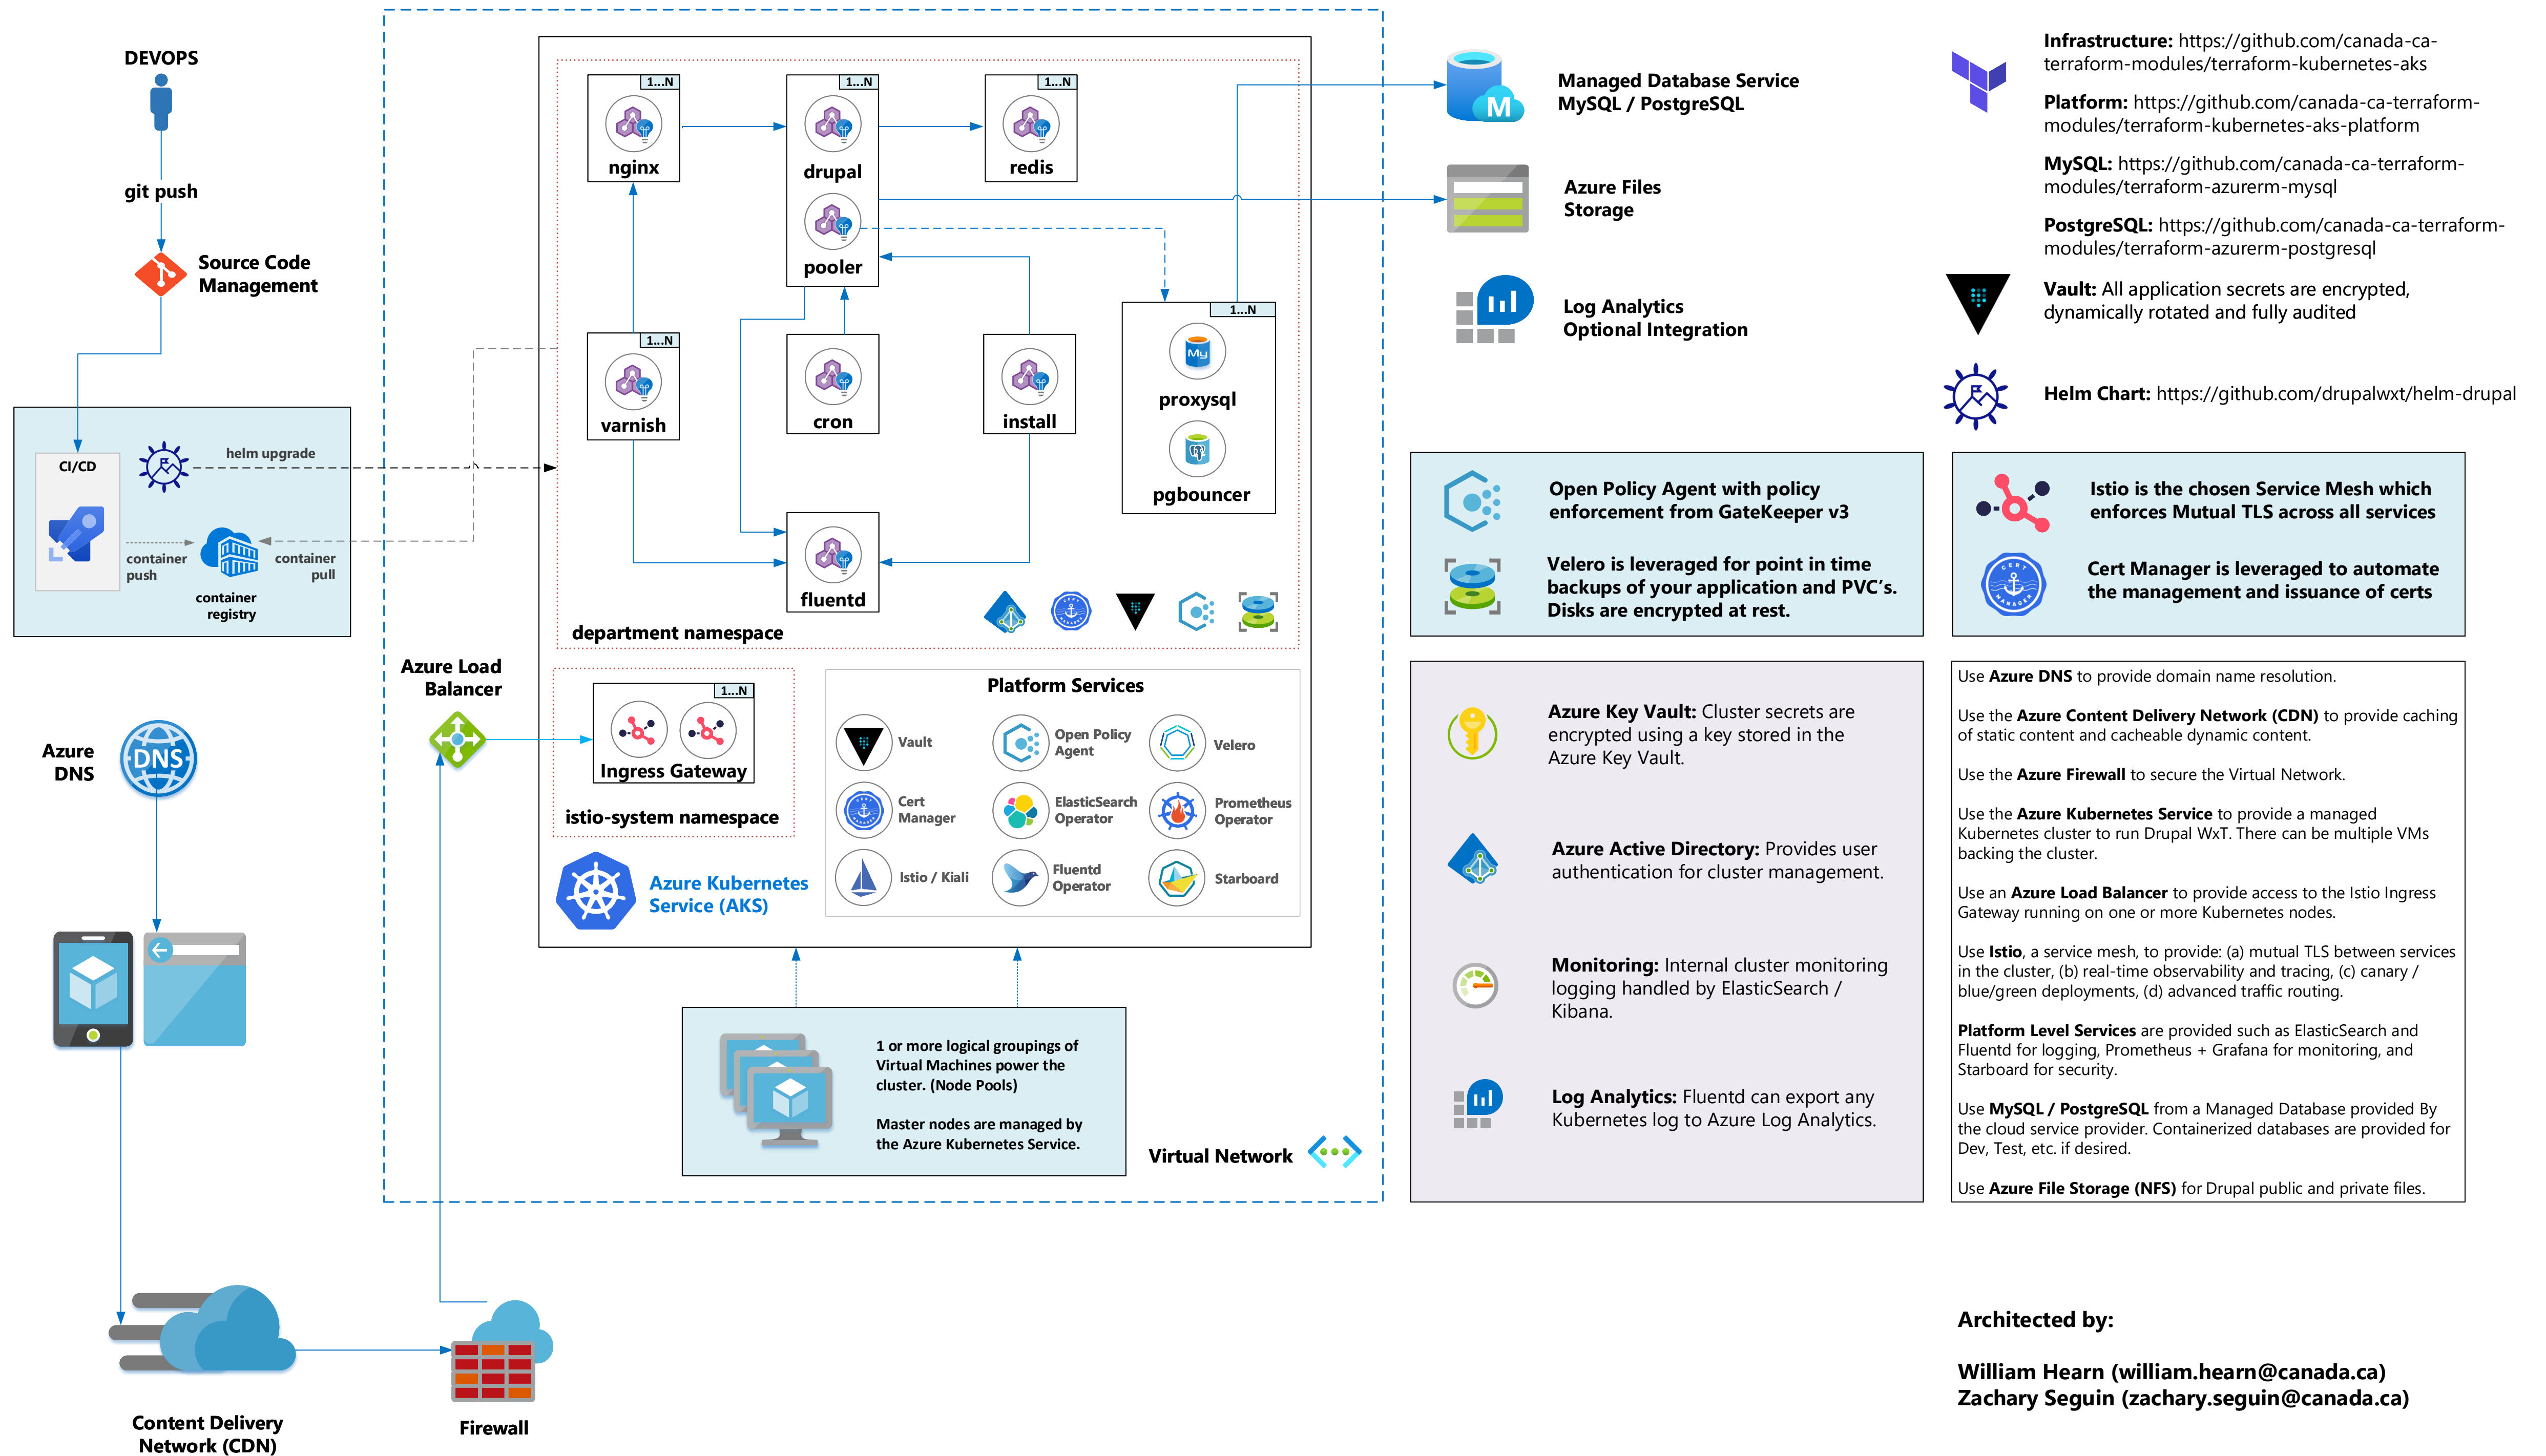 DEVOPS
git push
Source Code
Management
CI/CD
helm upgrade
container
push
container
pull
container
registry
Azure
DNS
DNS
Content Delivery
Network (CDN)
Firewall
Azure Load
Balancer
1...N
nginx
1...N
drupal
pooler
1...N
redis
1...N
varnish
cron
install
1...N
My
proxysql
pgbouncer
fluentd
department namespace
1...N
Ingress Gateway
istio-system namespace
Azure Kubernetes
Service (AKS)
Platform Services
Vault
Open Policy
Agent
Velero
Cert
Manager
ElasticSearch
Operator
Prometheus
Operator
Istio / Kiali
Fluentd
Operator
Starboard
1 or more logical groupings of
Virtual Machines power the
cluster. (Node Pools)
Master nodes are managed by
the Azure Kubernetes Service.
Virtual Network
M
Managed Database Service
MySQL / PostgreSQL
Azure Files
Storage
Log Analytics
Optional Integration
Infrastructure: https://github.com/canada-ca-
terraform-modules/terraform-kubernetes-aks
Platform: https://github.com/canada-ca-terraform-
modules/terraform-kubernetes-aks-platform
MySQL: https://github.com/canada-ca-terraform-
modules/terraform-azurerm-mysql
PostgreSQL: https://github.com/canada-ca-terraform-
modules/terraform-azurerm-postgresql
Vault: All application secrets are encrypted,
dynamically rotated and fully audited
Helm Chart: https://github.com/drupalwxt/helm-drupal
Open Policy Agent with policy
enforcement from GateKeeper v3
Velero is leveraged for point in time
backups of your application and PVC's.
Disks are encrypted at rest.
Istio is the chosen Service Mesh which
enforces Mutual TLS across all services
CERT
MANAGER
Cert Manager is leveraged to automate
the management and issuance of certs
Azure Key Vault: Cluster secrets are
encrypted using a key stored in the
Azure Key Vault.
Azure Active Directory: Provides user
authentication for cluster management.
Monitoring: Internal cluster monitoring
logging handled by ElasticSearch /
Kibana.
Log Analytics: Fluentd can export any
Kubernetes log to Azure Log Analytics.
Use Azure DNS to provide domain name resolution.
Use the Azure Content Delivery Network (CDN) to provide caching
of static content and cacheable dynamic content.
Use the Azure Firewall to secure the Virtual Network.
Use the Azure Kubernetes Service to provide a managed
Kubernetes cluster to run Drupal WxT. There can be multiple VMs
backing the cluster.
Use an Azure Load Balancer to provide access to the Istio Ingress
Gateway running on one or more Kubernetes nodes.
Use Istio, a service mesh, to provide: (a) mutual TLS between services
in the cluster, (b) real-time observability and tracing, (c) canary /
blue/green deployments, (d) advanced traffic routing.
Platform Level Services are provided such as ElasticSearch and
Fluentd for logging, Prometheus + Grafana for monitoring, and
Starboard for security.
Use MySQL / PostgreSQL from a Managed Database provided By
the cloud service provider. Containerized databases are provided for
Dev, Test, etc. if desired.
Use Azure File Storage (NFS) for Drupal public and private files.
Architected by:
William Hearn (william.hearn@canada.ca)
Zachary Seguin (zachary.seguin@canada.ca)